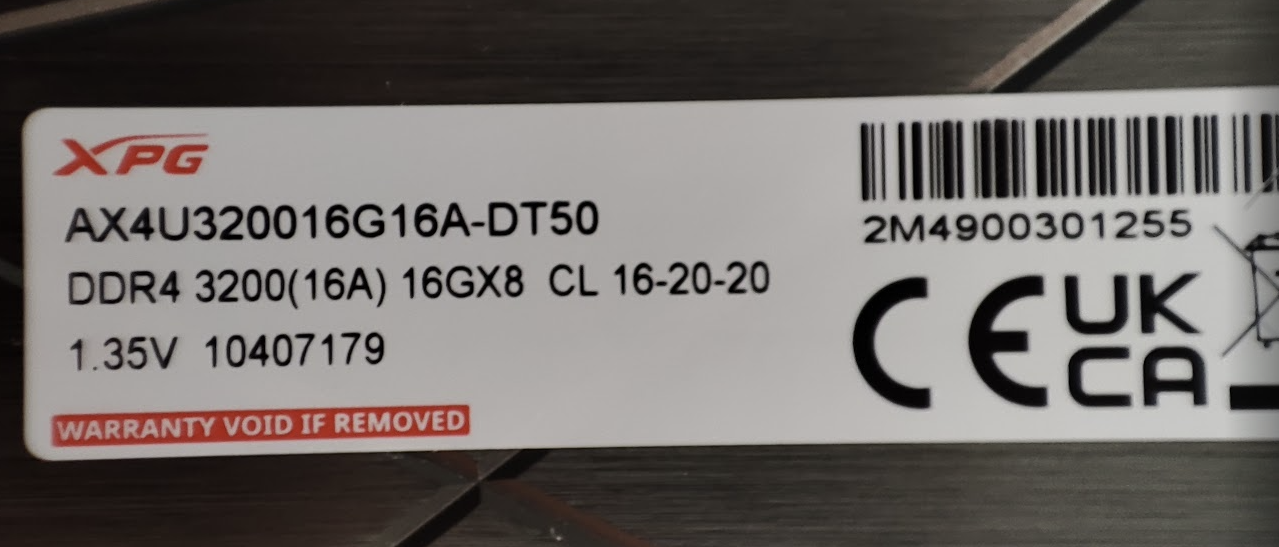 XPG
AX4U320016G16A-DT50
DDR4 3200(16A) 16GX8 CL 16-20-20
1.35V 10407179
WARRANTY VOID IF REMOVED
2M4900301255
CE
UK
CA